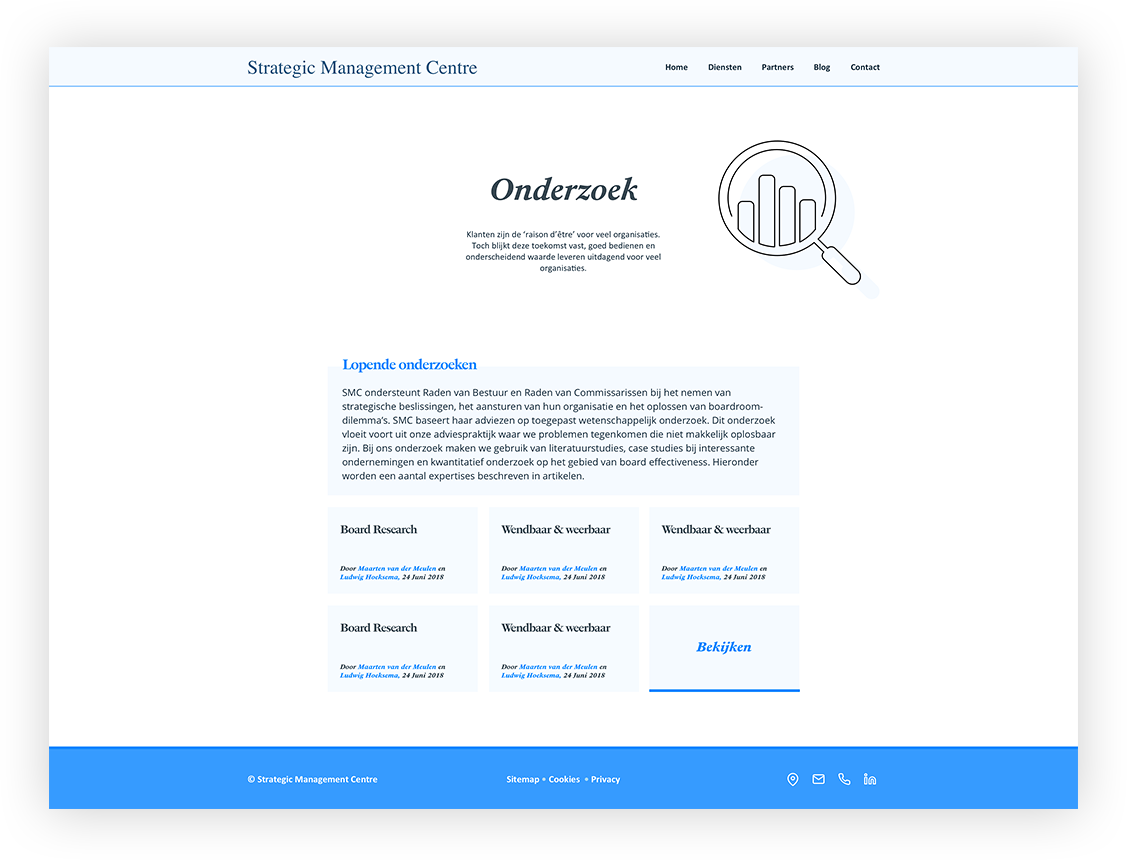 Strategic Management Centre
Home Diensten Partners Blog Contact
Onderzoek
Klanten zijn de ‘raison d’être’ voor veel organisaties.
Toch blijkt deze toekomst vast, goed bedienen en
onderscheidend waarde leveren uitdagend voor veel
organisaties.
Lopende onderzoeken
SMC ondersteunt Raden van Bestuur en Raden van Commissarissen bij het nemen van
strategische beslissingen, het aansturen van hun organisatie en het oplossen van boardroom-
dilemma’s. SMC baseert haar adviezen op toegepast wetenschappelijk onderzoek. Dit onderzoek
vloeit voort uit onze adviespraktijk waar we problemen tegenkomen die niet makkelijk oplosbaar
zijn. Bij ons onderzoek maken we gebruik van literatuurstudies, case studies bij interessante
ondernemingen en kwantitatief onderzoek op het gebied van board effectiveness. Hieronder
worden een aantal expertises beschreven in artikelen.
Board Research
Door Maarten van der Meulen en
Ludwig Hoeksema, 24 Juni 2018
Wendbaar & weerbaar
Door Maarten van der Meulen en
Ludwig Hoeksema, 24 Juni 2018
Wendbaar & weerbaar
Door Maarten van der Meulen en
Ludwig Hoeksema, 24 Juni 2018
Board Research
Door Maarten van der Meulen en
Ludwig Hoeksema, 24 Juni 2018
Wendbaar & weerbaar
Door Maarten van der Meulen en
Ludwig Hoeksema, 24 Juni 2018
Bekijken
© Strategic Management Centre
Sitemap • Cookies • Privacy